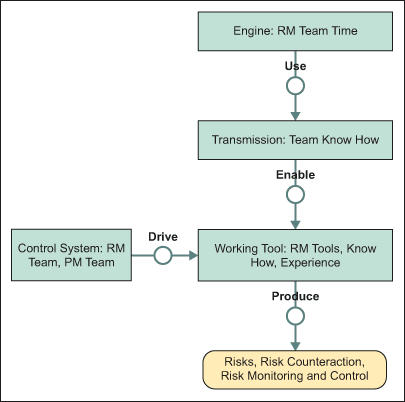 Engine: RM Team Time
Use
Transmission: Team Know How
Enable
Control System: RM
Team, PM Team
Drive
Working Tool: RM Tools, Know
How, Experience
Produce
Risks, Risk Counteraction,
Risk Monitoring and Control